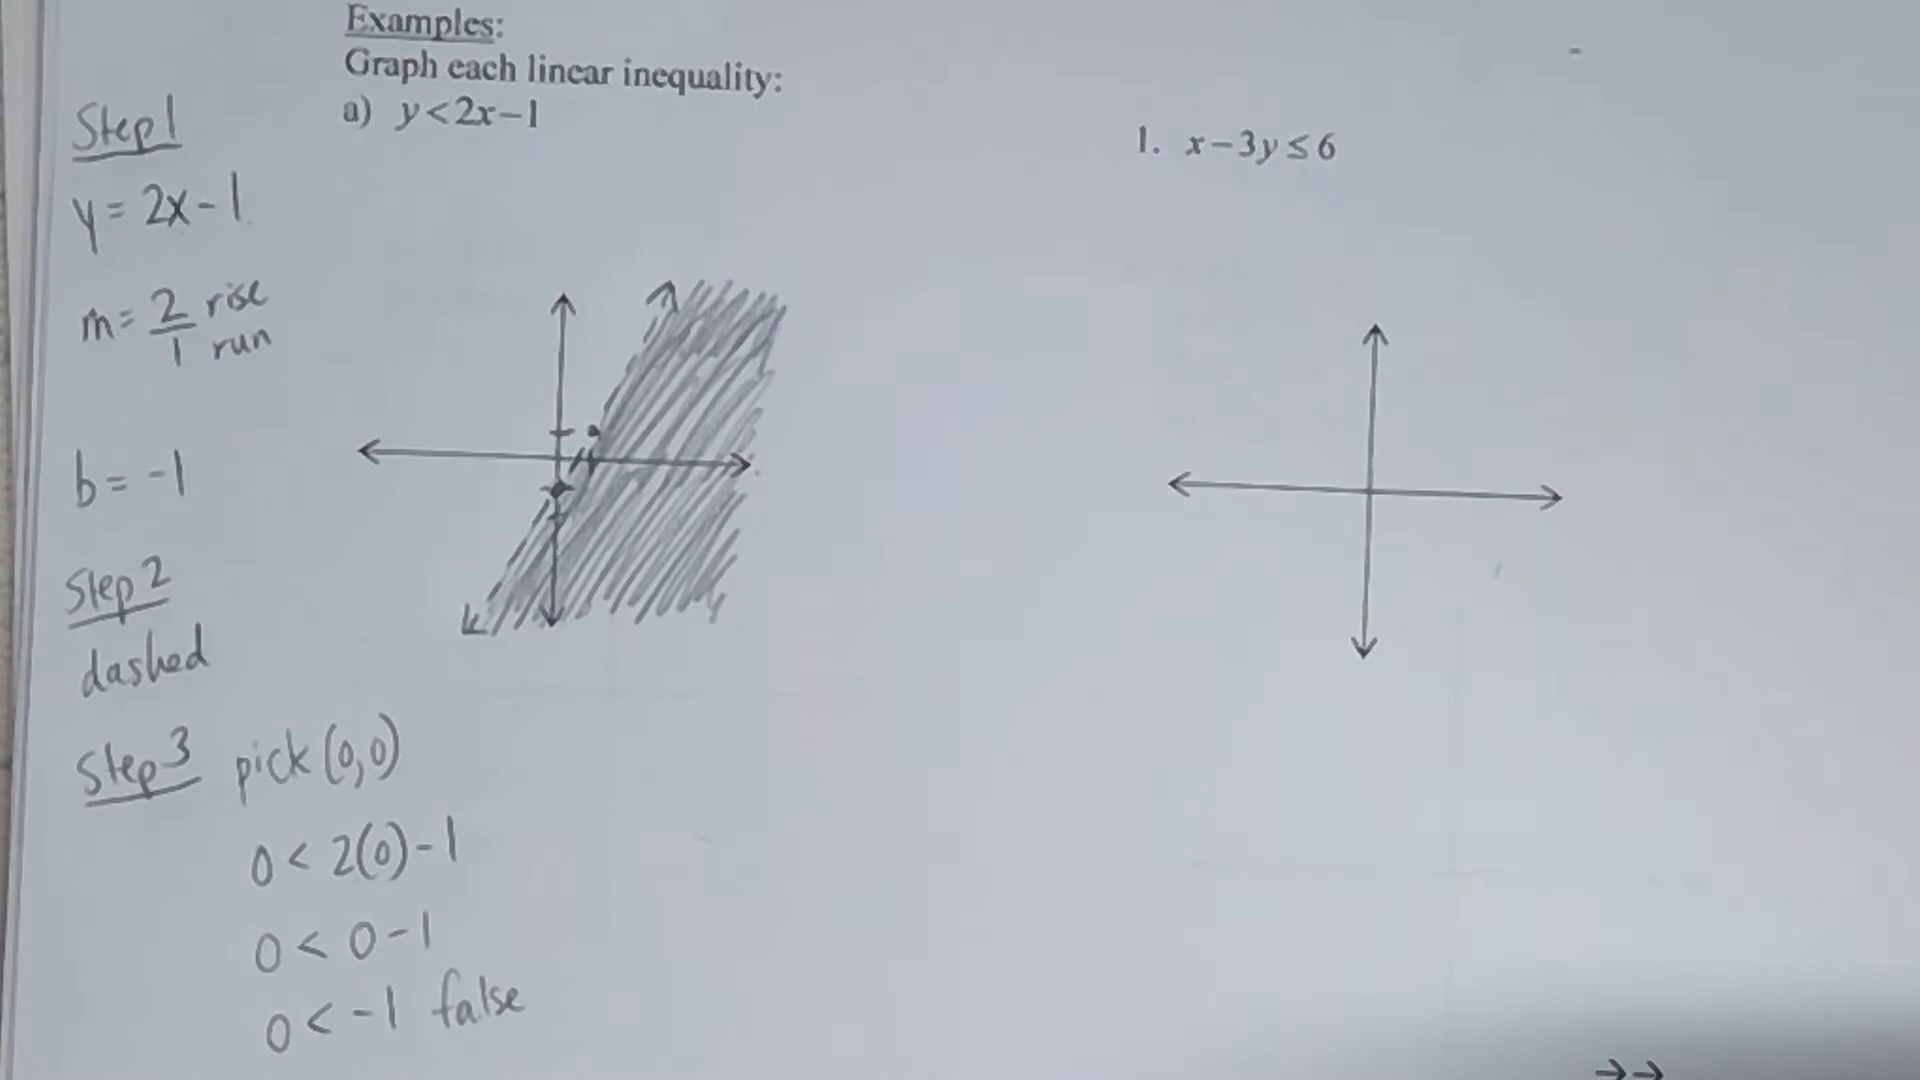 Examples:
Graph each linear inequality:
a) y<2x-1
Step 1
y = 2x - 1
m = 2/1 rise/run
b = -1
Step 2
dashed
Step 3 pick (0,0)
0 < 2(0) - 1
0 < 0 - 1
0 < -1 false
1. x-3y≤6